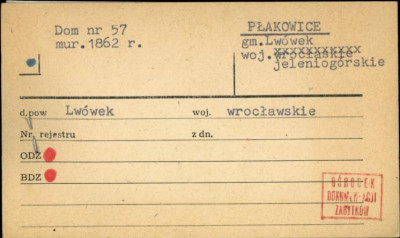 Dom nr 57
mur. 1862 r.
PŁAKOWICE
gm.Lwówek
woj. wrocławskie
jeleniogórskie
d.pow Lwówek woj. wrocławskie
Nr. rejestru z dn.
ODZ
BDZ
OŚRODEK
DOKUMENTACJI
ZABYTKÓW